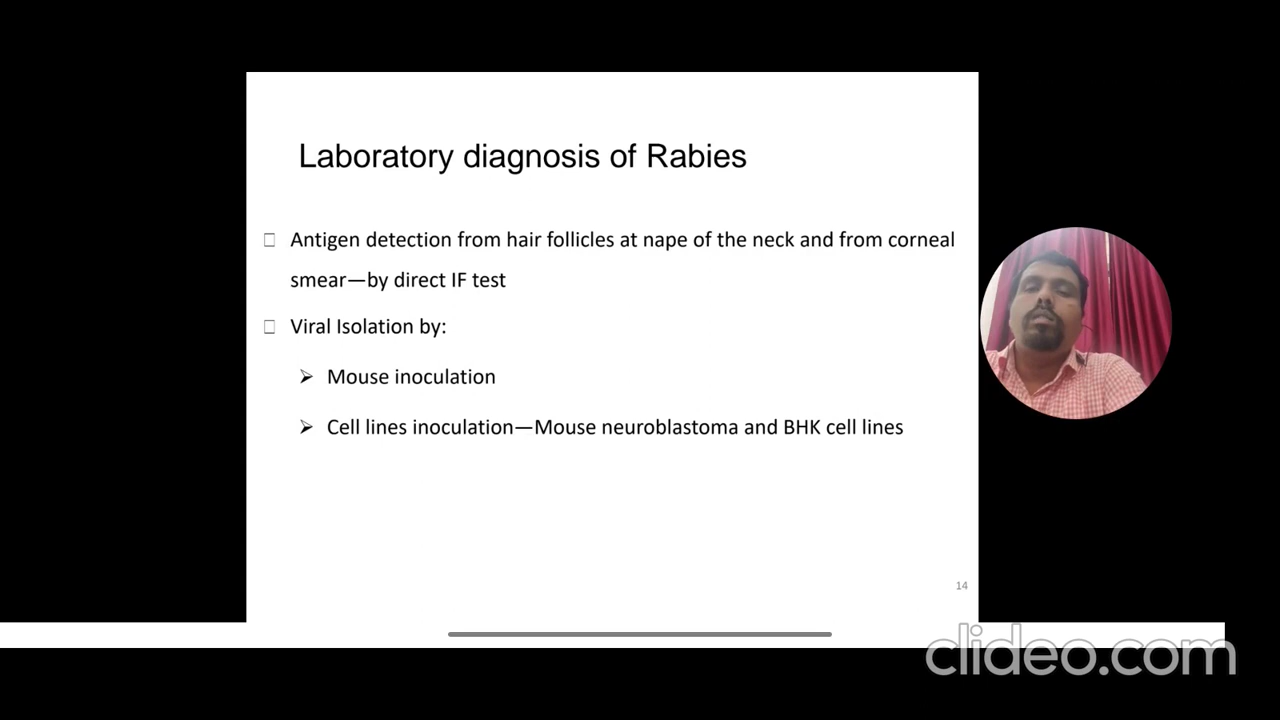 Laboratory diagnosis of Rabies
□ Antigen detection from hair follicles at nape of the neck and from corneal
smear—by direct IF test
□ Viral Isolation by:
➢ Mouse inoculation
➢ Cell lines inoculation—Mouse neuroblastoma and BHK cell lines
14
clideo.com